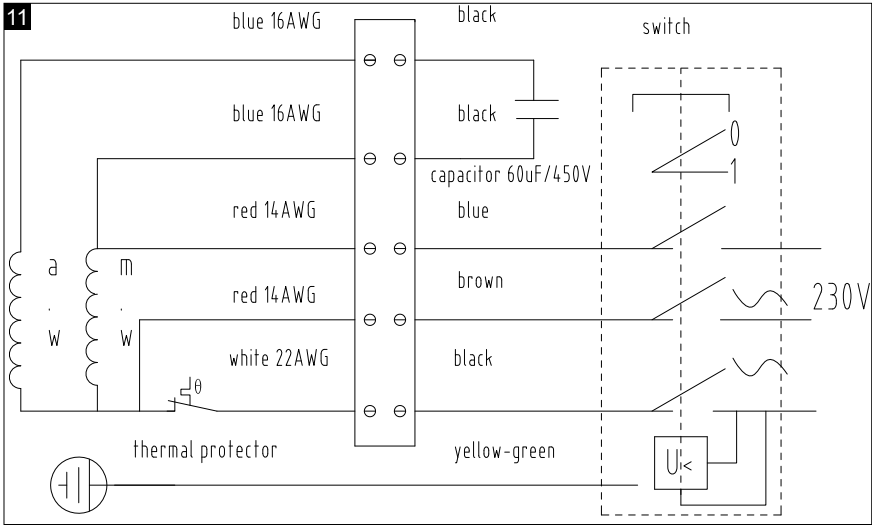 11
blue 16AWG
black
switch
blue 16AWG
black
0
1
capacitor 60uF/450V
red 14AWG
blue
a.W
m.W
brown
red 14AWG
230V
white 22AWG
black
θ
thermal protector
yellow-green
U<